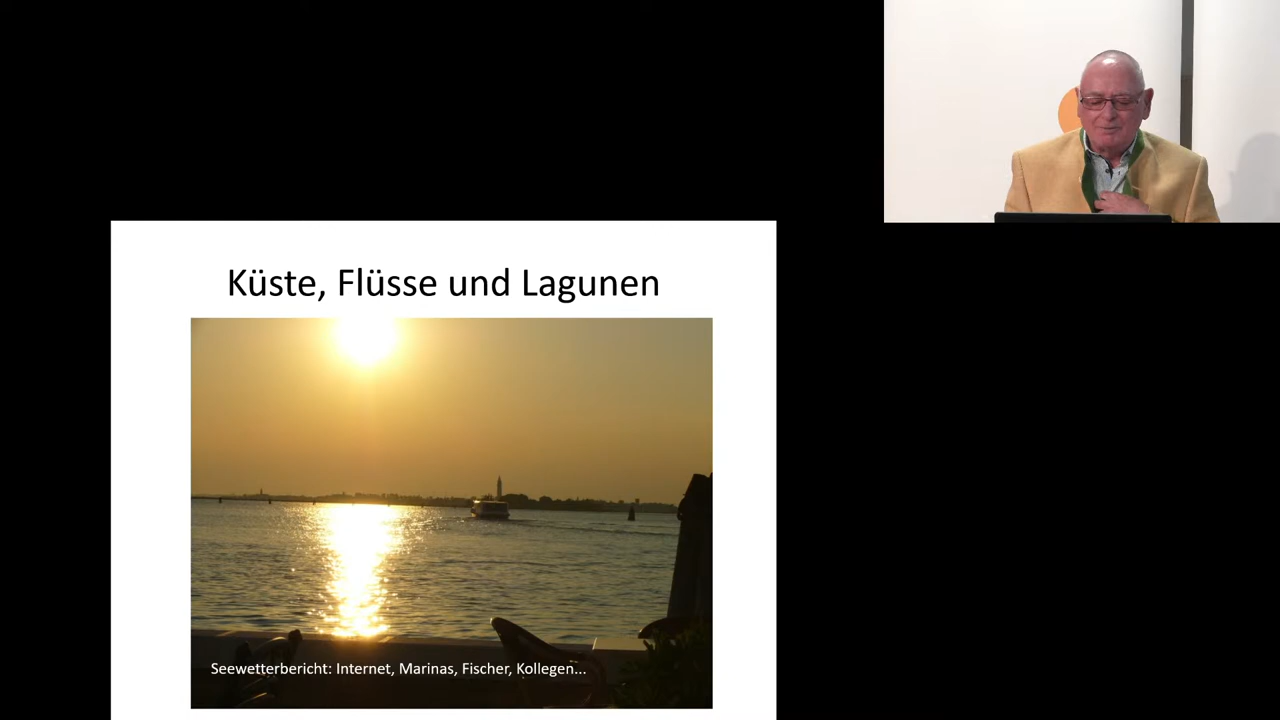 Küste, Flüsse und Lagunen
Seewetterbericht: Internet, Marinas, Fischer, Kollegen...